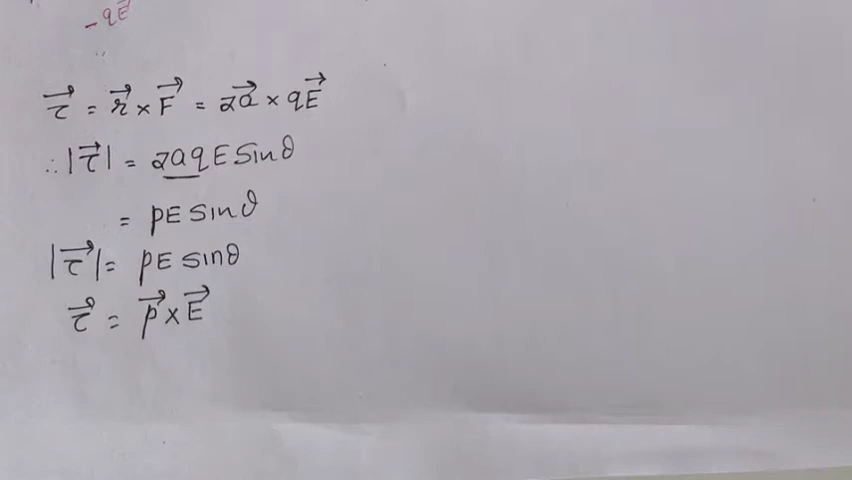 -qE⃗
τ⃗ = r⃗ × F⃗ = 2a⃗ × qE⃗
∴ |τ⃗| = 2aqE Sinθ
= pE Sinθ
|τ⃗| = pE Sinθ
τ⃗ = p⃗ × E⃗